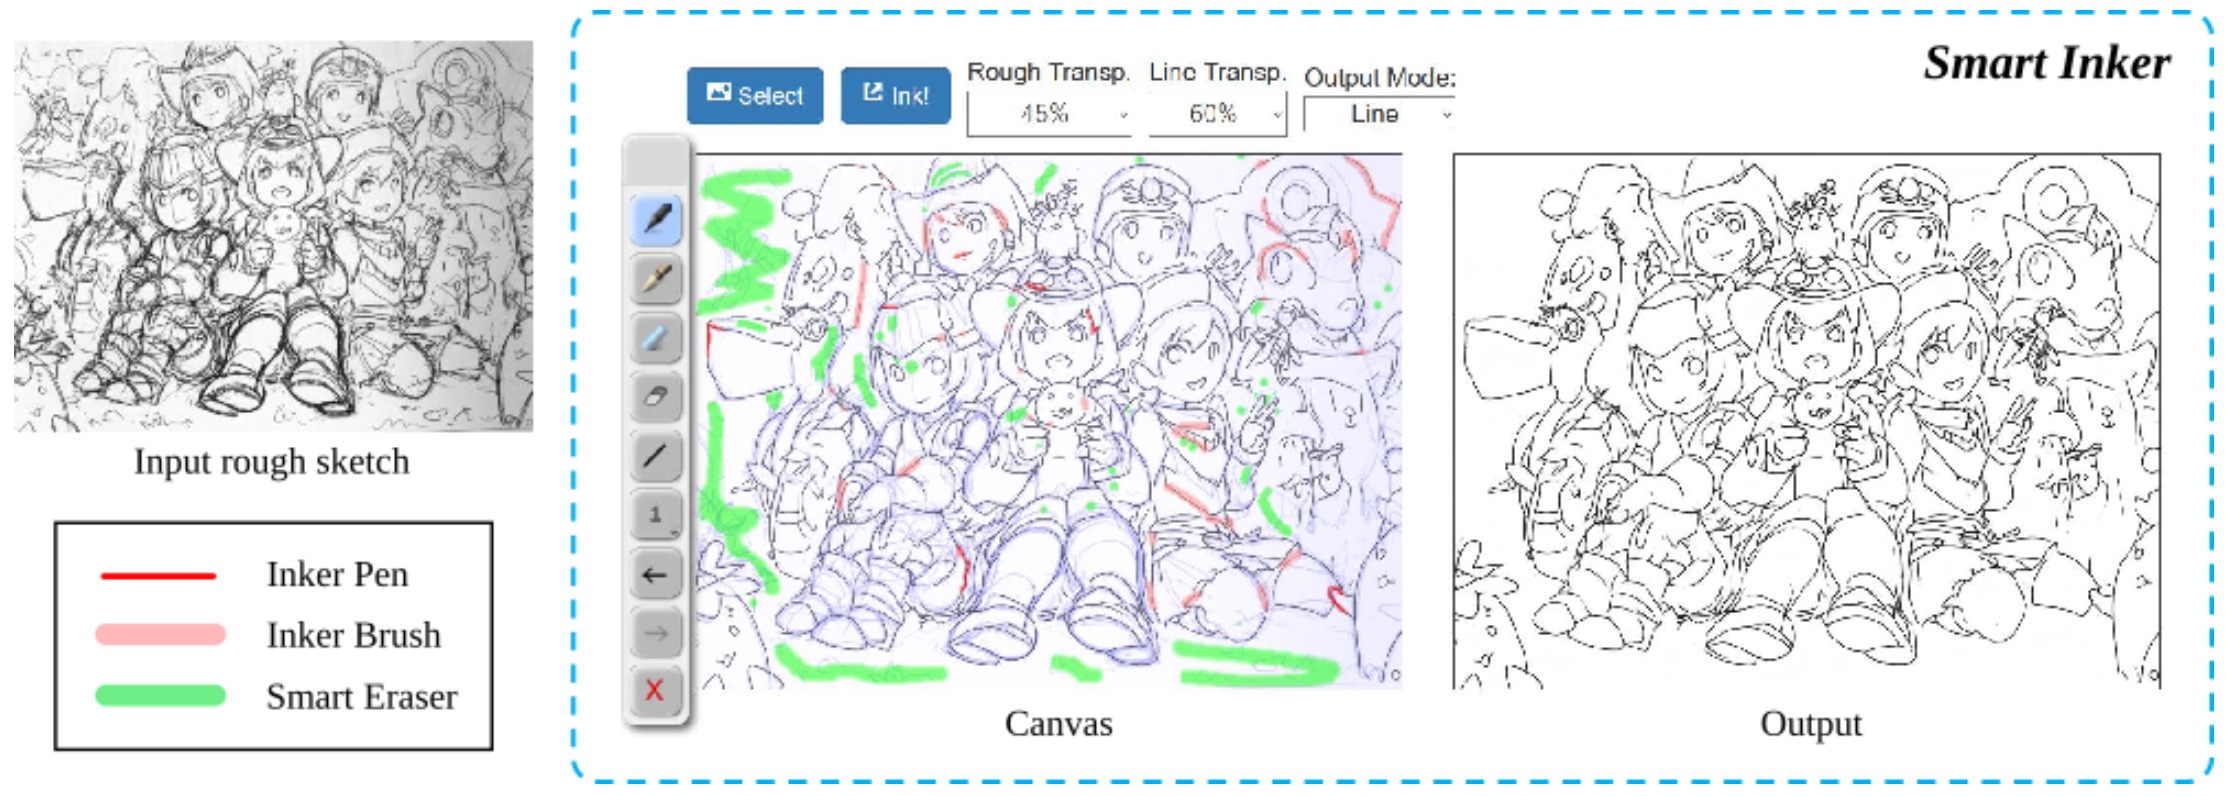 Smart Inker
Select
Ink!
Rough Transp.
45%
Line Transp.
60%
Output Mode:
Line
1
X
Input rough sketch
Inker Pen
Inker Brush
Smart Eraser
Canvas
Output